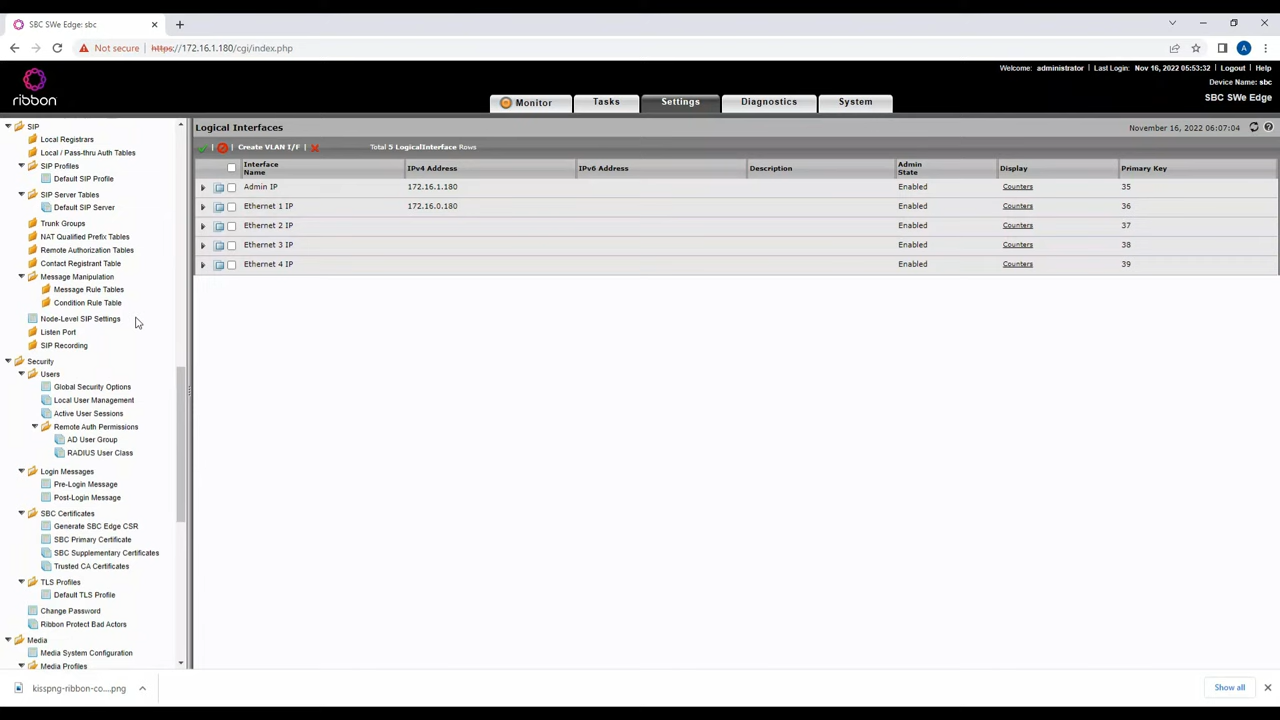 SBC SWe Edge: sbc
Not secure https://172.16.1.180/cgi/index.php
A
ribbon
Welcome: administrator Last Login: Nov 16, 2022 05:53:32 Logout Help
Device Name: sbc
SBC SWe Edge
Monitor Tasks Settings Diagnostics System
SIP
Local Registrars
Local / Pass-thru Auth Tables
SIP Profiles
Default SIP Profile
SIP Server Tables
Default SIP Server
Trunk Groups
NAT Qualified Prefix Tables
Remote Authorization Tables
Contact Registrant Table
Message Manipulation
Message Rule Tables
Condition Rule Table
Node-Level SIP Settings
Listen Port
SIP Recording
Security
Users
Global Security Options
Local User Management
Active User Sessions
Remote Auth Permissions
AD User Group
RADIUS User Class
Login Messages
Pre-Login Message
Post-Login Message
SBC Certificates
Generate SBC Edge CSR
SBC Primary Certificate
SBC Supplementary Certificates
Trusted CA Certificates
TLS Profiles
Default TLS Profile
Change Password
Ribbon Protect Bad Actors
Media
Media System Configuration
Media Profiles
Logical Interfaces
November 16, 2022 06:07:04
Create VLAN I/F Total 5 LogicalInterface Rows
Interface Name IPv4 Address IPv6 Address Description Admin State Display Primary Key
Admin IP 172.16.1.180 Enabled Counters 35
Ethernet 1 IP 172.16.0.180 Enabled Counters 36
Ethernet 2 IP Enabled Counters 37
Ethernet 3 IP Enabled Counters 38
Ethernet 4 IP Enabled Counters 39
kisspng-ribbon-co....png
Show all